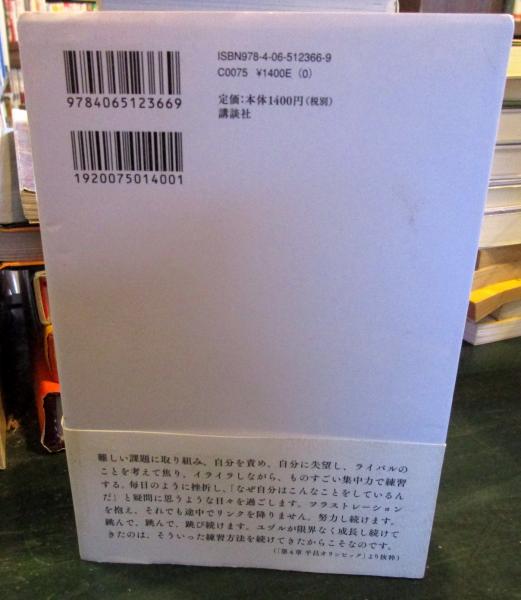 ISBN978-4-06-512366-9
C0075 ¥1400E (0)
9784065123669
定価:本体1400円(税別)
講談社
1920075014001
難しい課題に取り組み、自分を責め、自分に失望し、ライバルの
ことを考えて焦り、イライラしながら、ものすごい集中力で練習
する。毎日のように挫折し、「なぜ自分はこんなことをしているん
だ」と疑問に思うような日々を過ごします。フラストレーション
を抱え、それでも途中でリンクを降りません。努力し続けます。
跳んで、跳んで、跳び続けます。ユヅルが限界なく成長し続けて
きたのは、そういった練習方法を続けてきたからこそなのです。
(「第4章 平昌オリンピック」より抜粋)